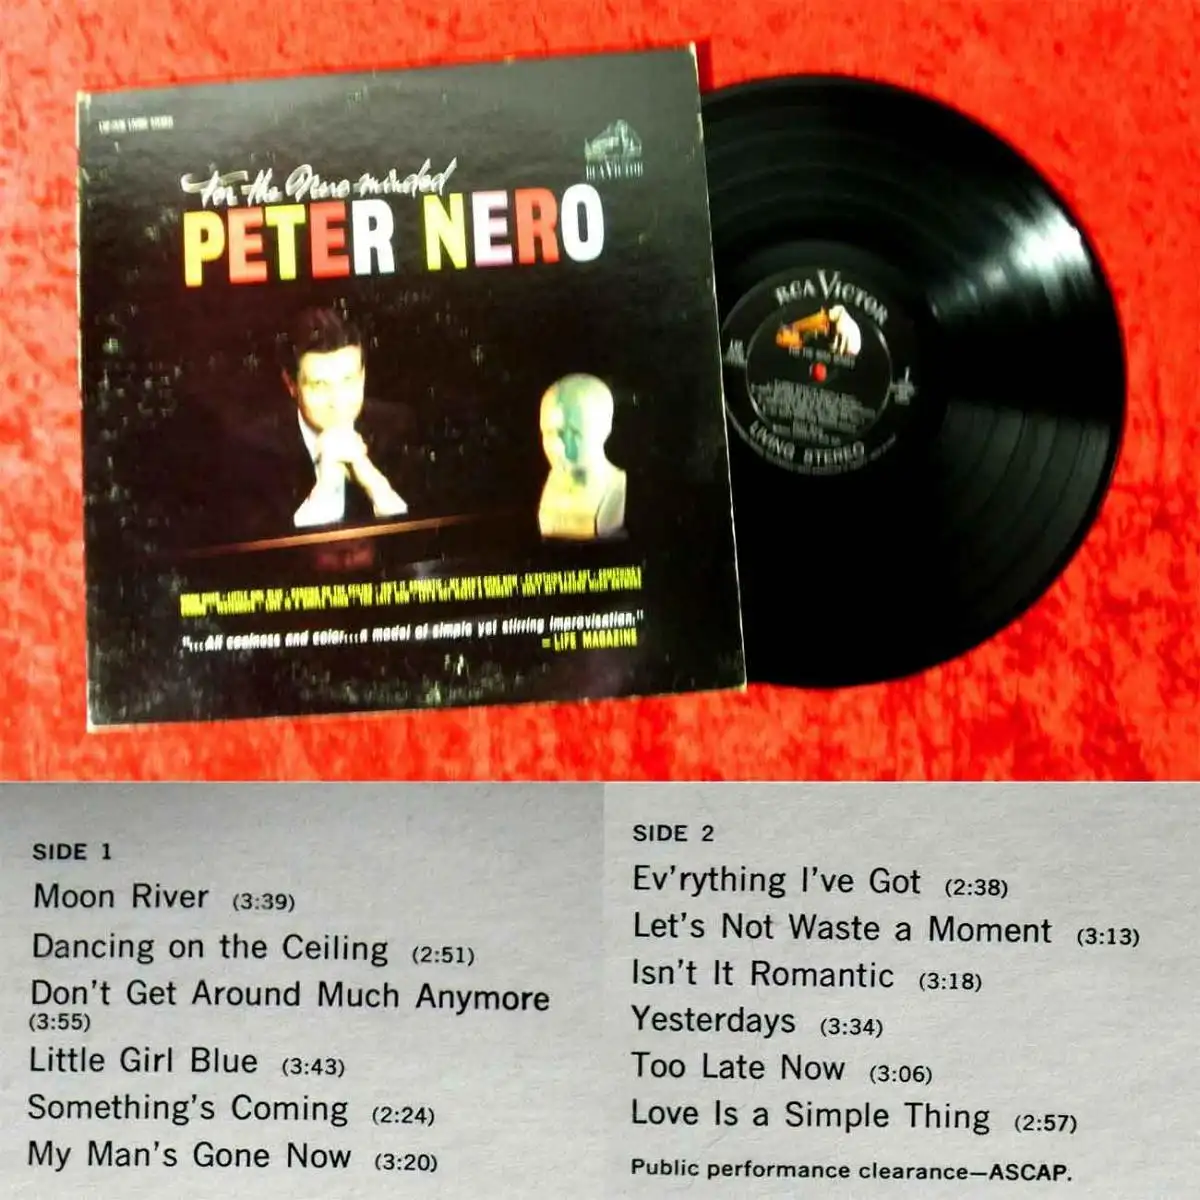 For the Nero minded
RCA VICTOR
PETER NERO
"...All coolness and color...a model of simple yet stirring improvisation."
— LIFE MAGAZINE
RCA VICTOR
LIVING STEREO
SIDE 1
Moon River (3:39)
Dancing on the Ceiling (2:51)
Don't Get Around Much Anymore
(3:55)
Little Girl Blue (3:43)
Something's Coming (2:24)
My Man's Gone Now (3:20)
SIDE 2
Ev'rything I've Got (2:38)
Let's Not Waste a Moment (3:13)
Isn't It Romantic (3:18)
Yesterdays (3:34)
Too Late Now (3:06)
Love Is a Simple Thing (2:57)
Public performance clearance—ASCAP.